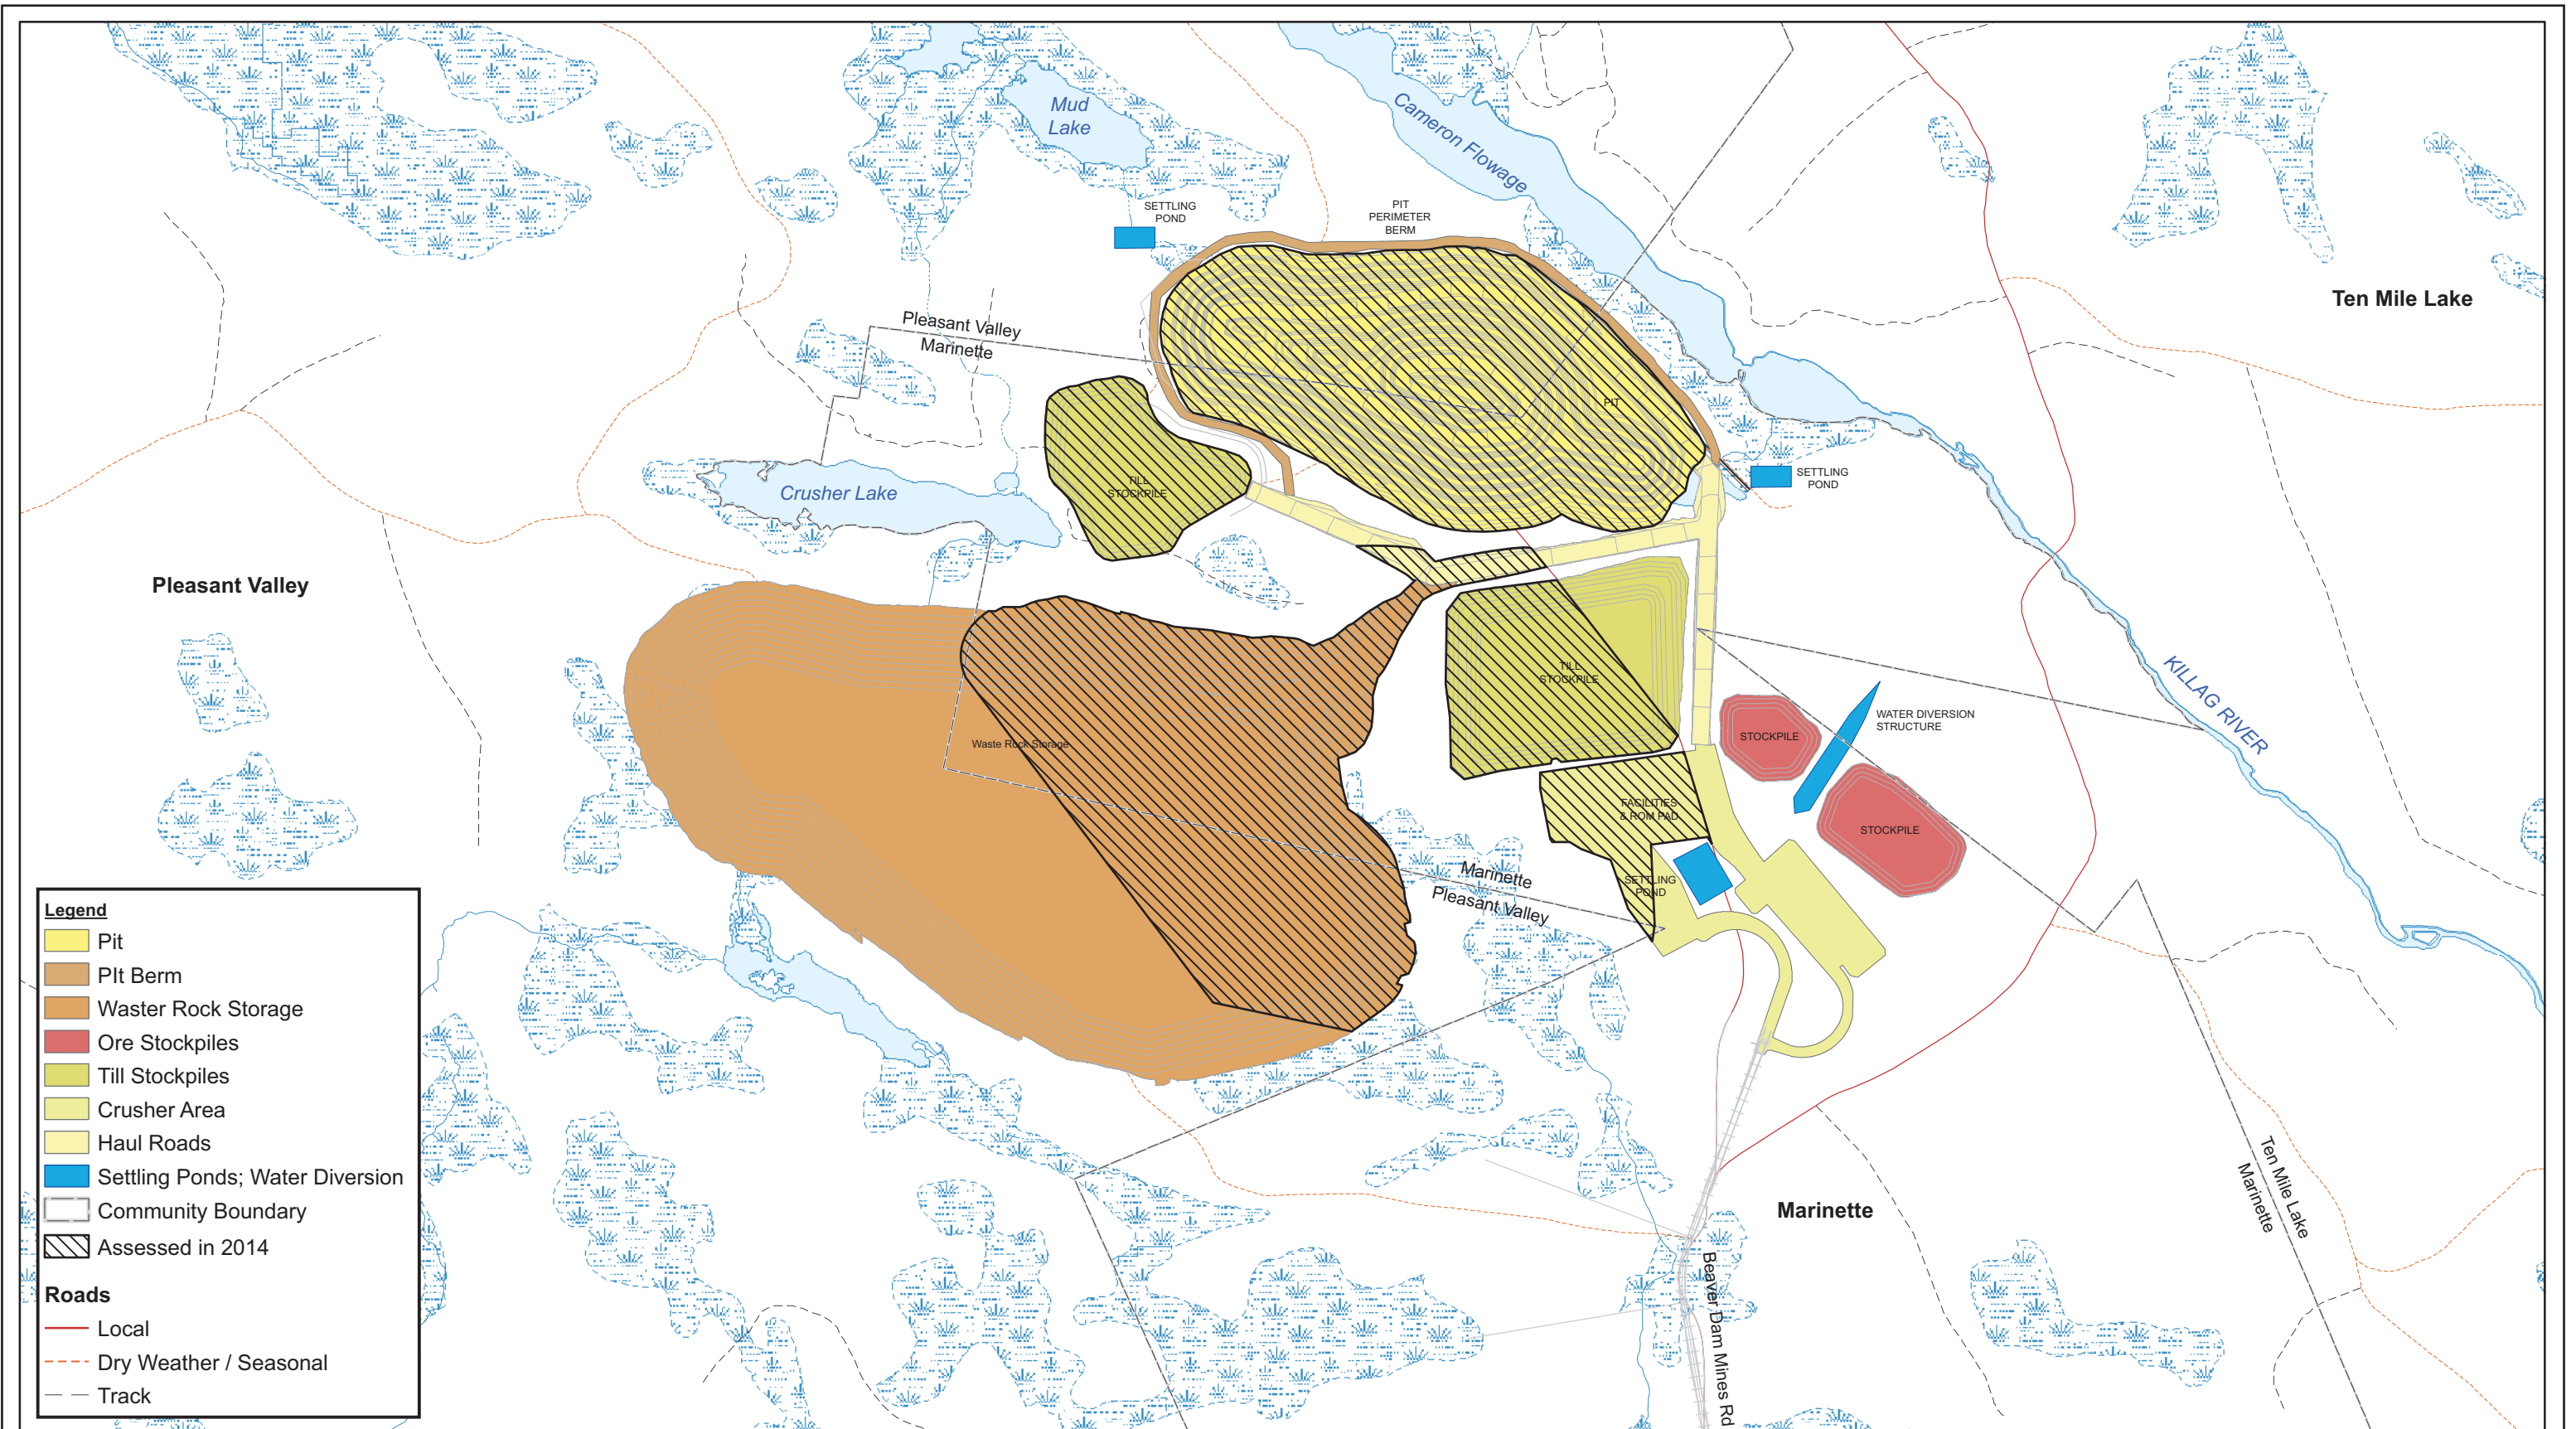 Mud
Lake
Cameron Flowage
SETTLING
POND
PIT
PERIMETER
BERM
Ten Mile Lake
Pleasant Valley
Marinette
PIT
Crusher Lake
TILL
STOCKPILE
SETTLING
POND
Pleasant Valley
TILL
STOCKPILE
KILLAG RIVER
WATER DIVERSION
STRUCTURE
STOCKPILE
Waste Rock Storage
FACILITIES
& ROM PAD
STOCKPILE
Marinette
Pleasant Valley
SETTLING
POND
Legend
Pit
PIt Berm
Waster Rock Storage
Ore Stockpiles
Till Stockpiles
Crusher Area
Haul Roads
Settling Ponds; Water Diversion
Community Boundary
Assessed in 2014
Roads
Local
Dry Weather / Seasonal
Track
Marinette
Ten Mile Lake
Marinette
Beaver Dam Mines Rd